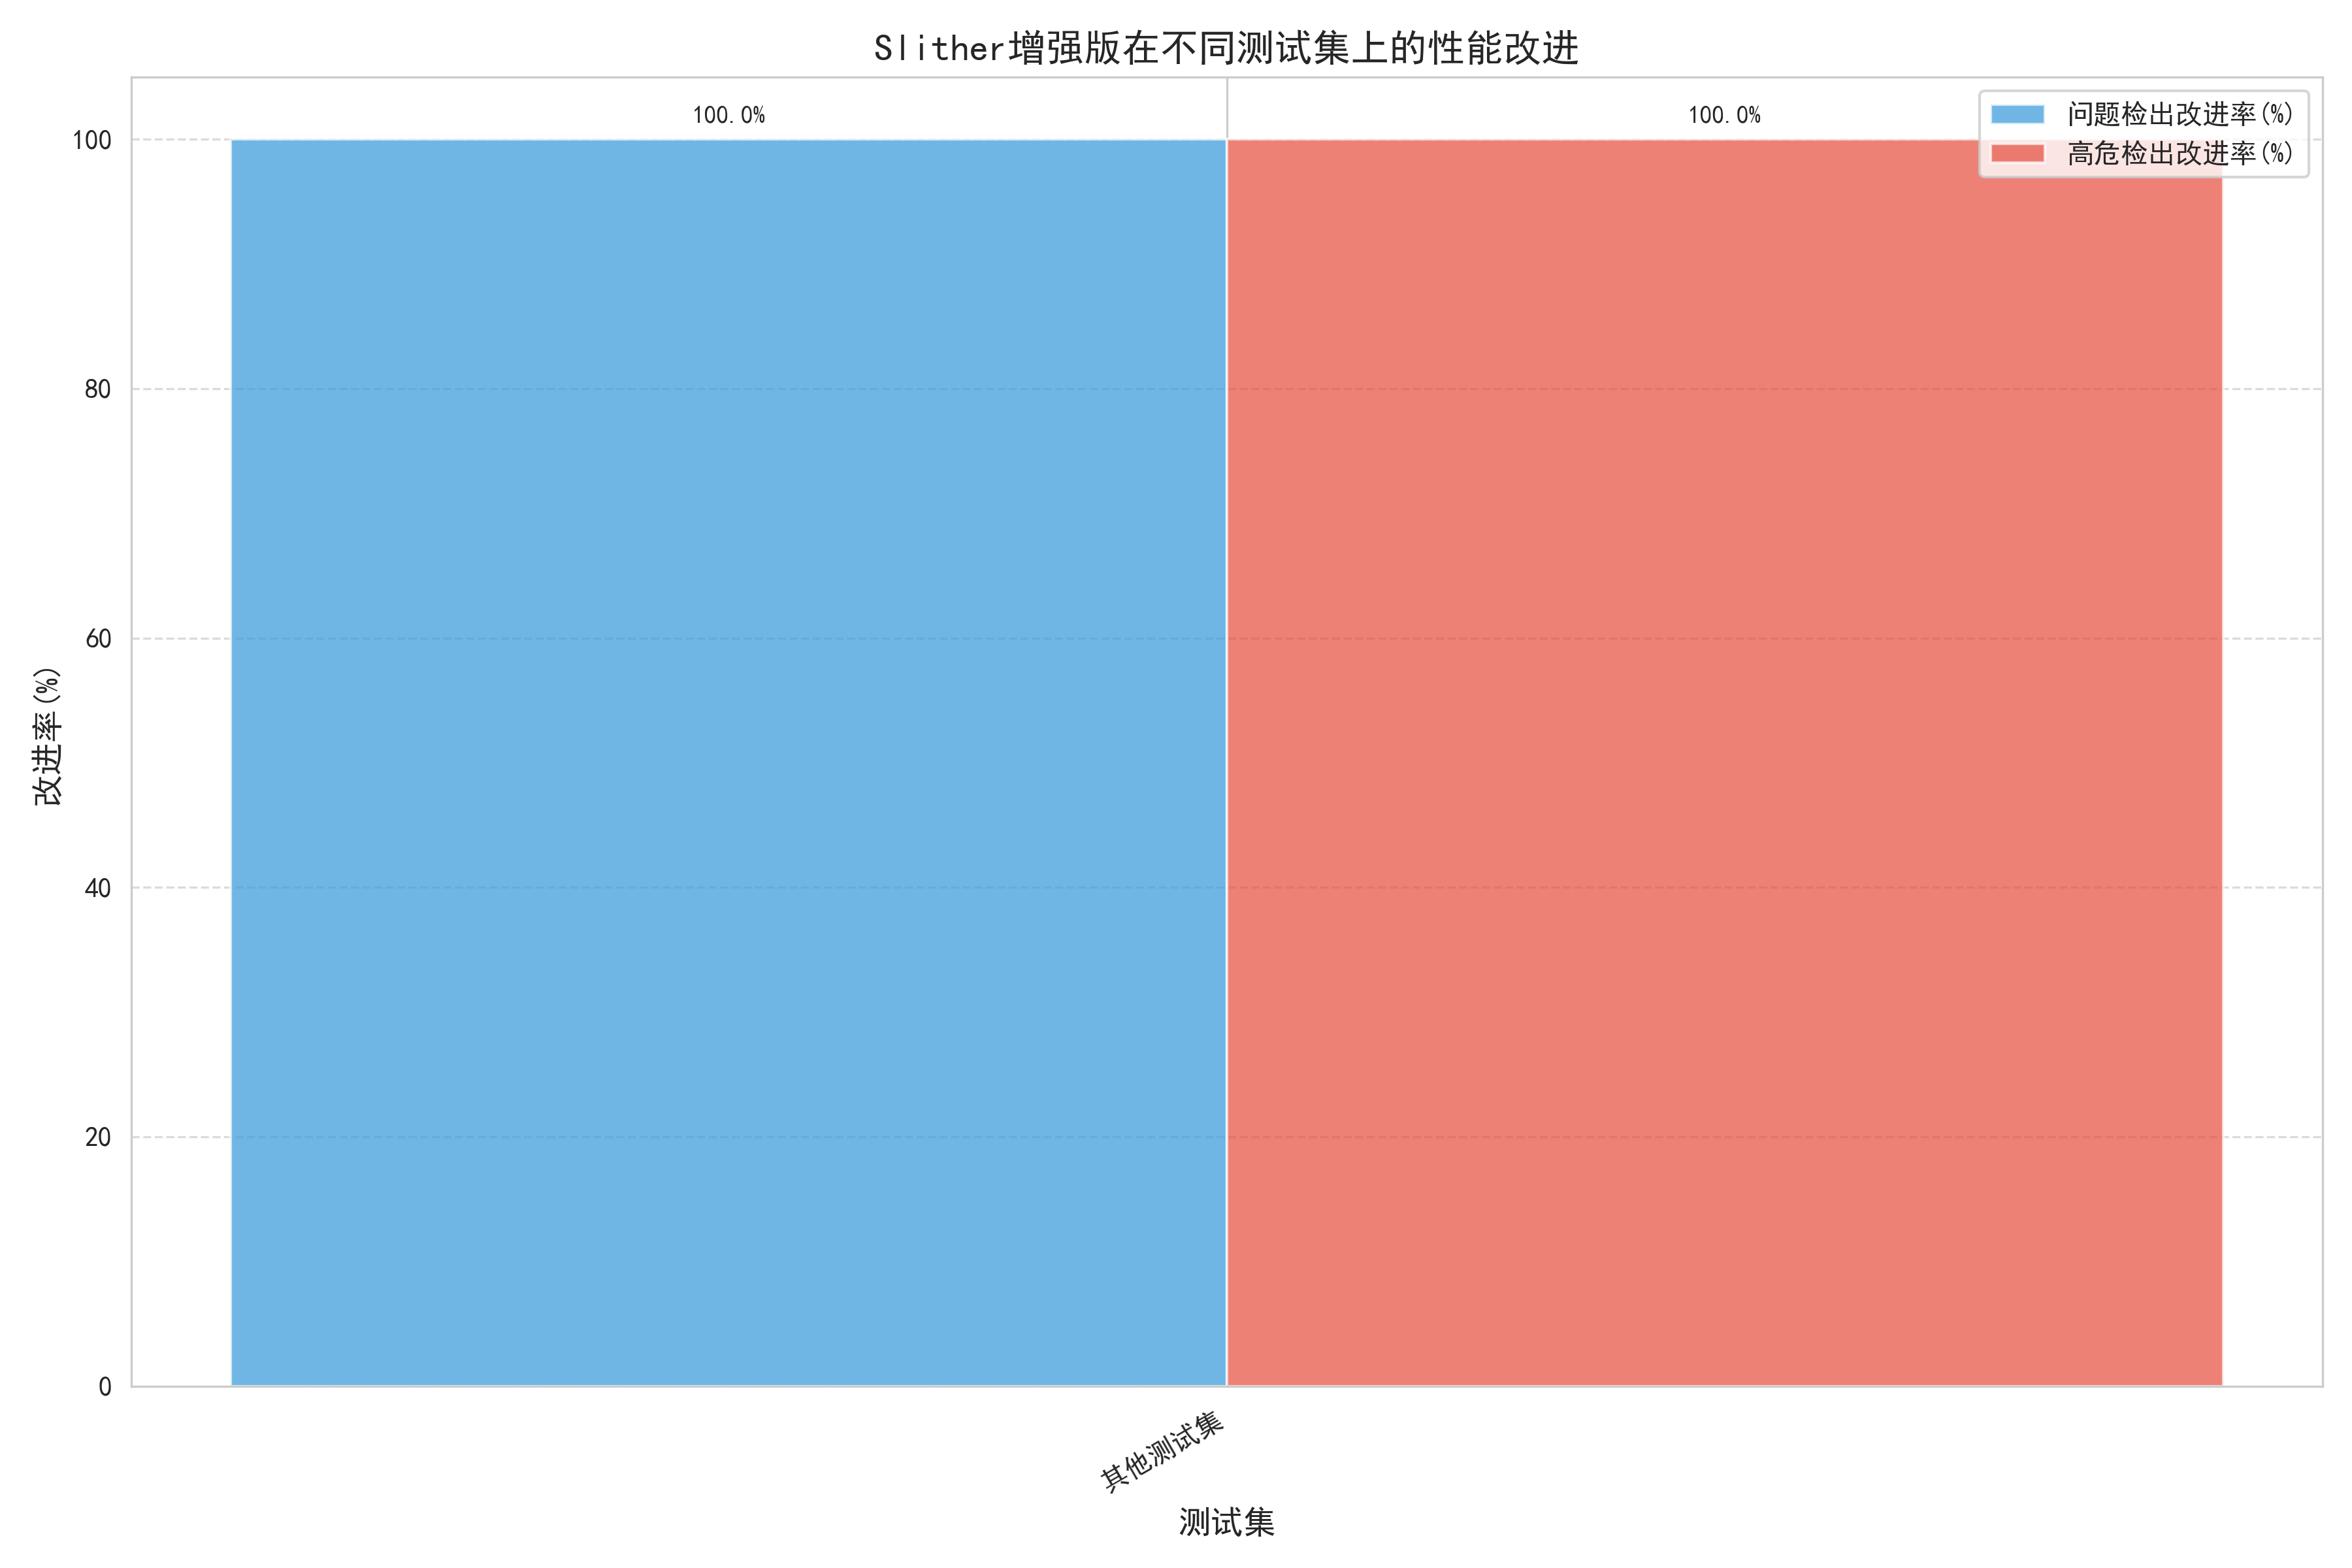 Slither增强版在不同测试集上的性能改进
100.0%
100.0%
问题检出改进率(%)
高危检出改进率(%)
100
80
60
40
20
0
改进率(%)
其他测试集
测试集